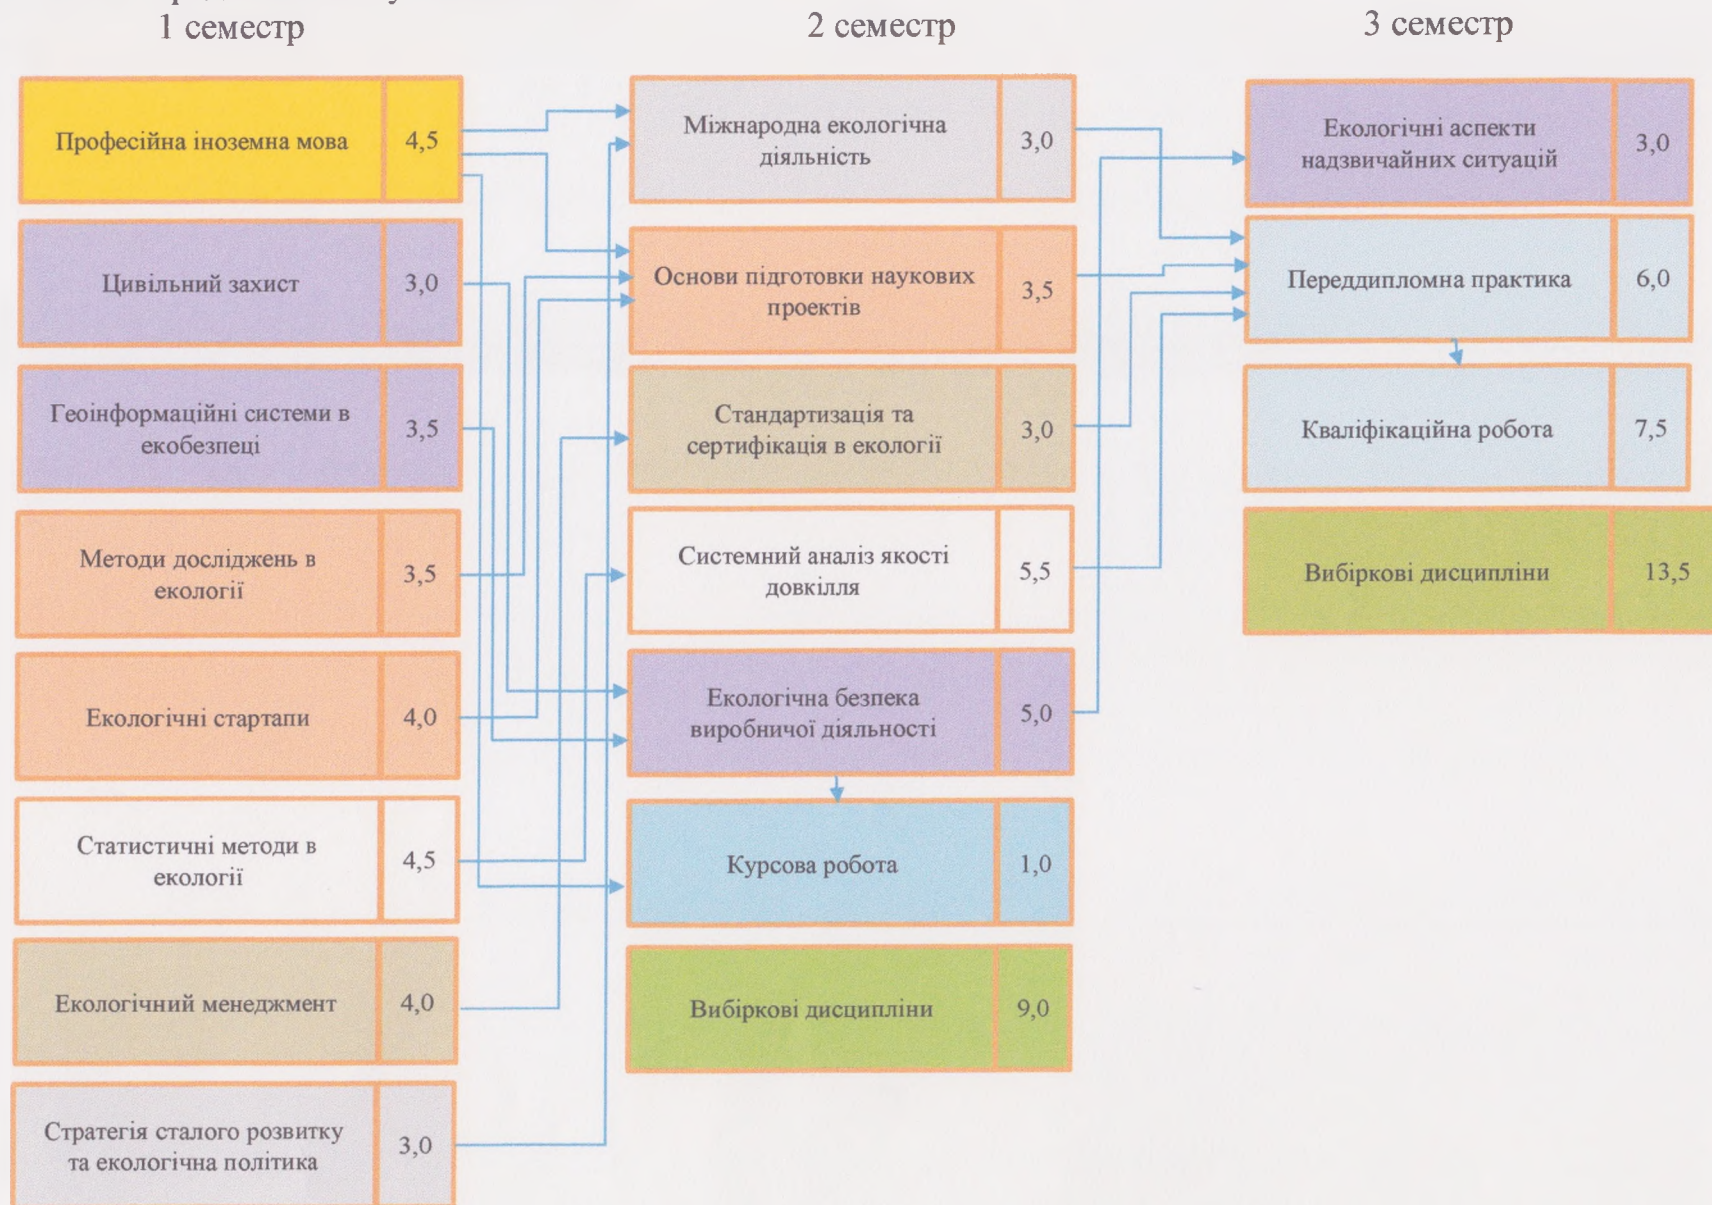 1 семестр
2 семестр
3 семестр
Професійна іноземна мова
4,5
Цивільний захист
3,0
Геоінформаційні системи в
екобезпеці
3,5
Методи досліджень в
екології
3,5
Екологічні стартапи
4,0
Статистичні методи в
екології
4,5
Екологічний менеджмент
4,0
Стратегія сталого розвитку
та екологічна політика
3,0
Міжнародна екологічна
діяльність
3,0
Основи підготовки наукових
проектів
3,5
Стандартизація та
сертифікація в екології
3,0
Системний аналіз якості
довкілля
5,5
Екологічна безпека
виробничої діяльності
5,0
Курсова робота
1,0
Вибіркові дисципліни
9,0
Екологічні аспекти
надзвичайних ситуацій
3,0
Переддипломна практика
6,0
Кваліфікаційна робота
7,5
Вибіркові дисципліни
13,5